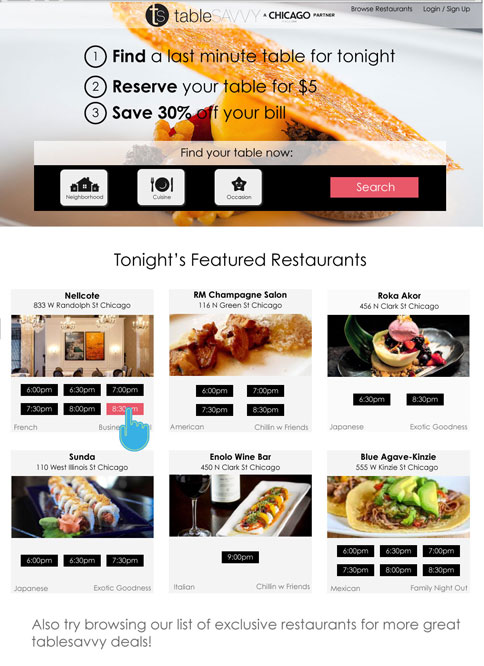 ts tableSAVVY A CHICAGO PARTNER
Browse Restaurants Login / Sign Up
1 Find a last minute table for tonight
2 Reserve your table for $5
3 Save 30% off your bill
Find your table now:
Neighborhood Cuisine Occasion Search
Tonight's Featured Restaurants
Nellcote
833 W Randolph St Chicago
6:00pm 6:30pm 7:00pm
7:30pm 8:00pm 8:30pm
French
RM Champagne Salon
116 N Green St Chicago
6:00pm 7:00pm
7:30pm 8:30pm
American Chillin w Friends
Roka Akor
456 N Clark St Chicago
6:30pm 8:30pm
Japanese Exotic Goodness
Sunda
110 West Illinois St Chicago
6:00pm 6:30pm 7:30pm
Japanese Exotic Goodness
Enolo Wine Bar
450 N Clark St Chicago
9:00pm
Italian Chillin w Friends
Blue Agave-Kinzie
555 W Kinzie St Chicago
6:00pm 6:30pm 7:00pm
7:30pm 8:00pm 8:30pm
Mexican Family Night Out
Also try browsing our list of exclusive restaurants for more great
tablesavvy deals!